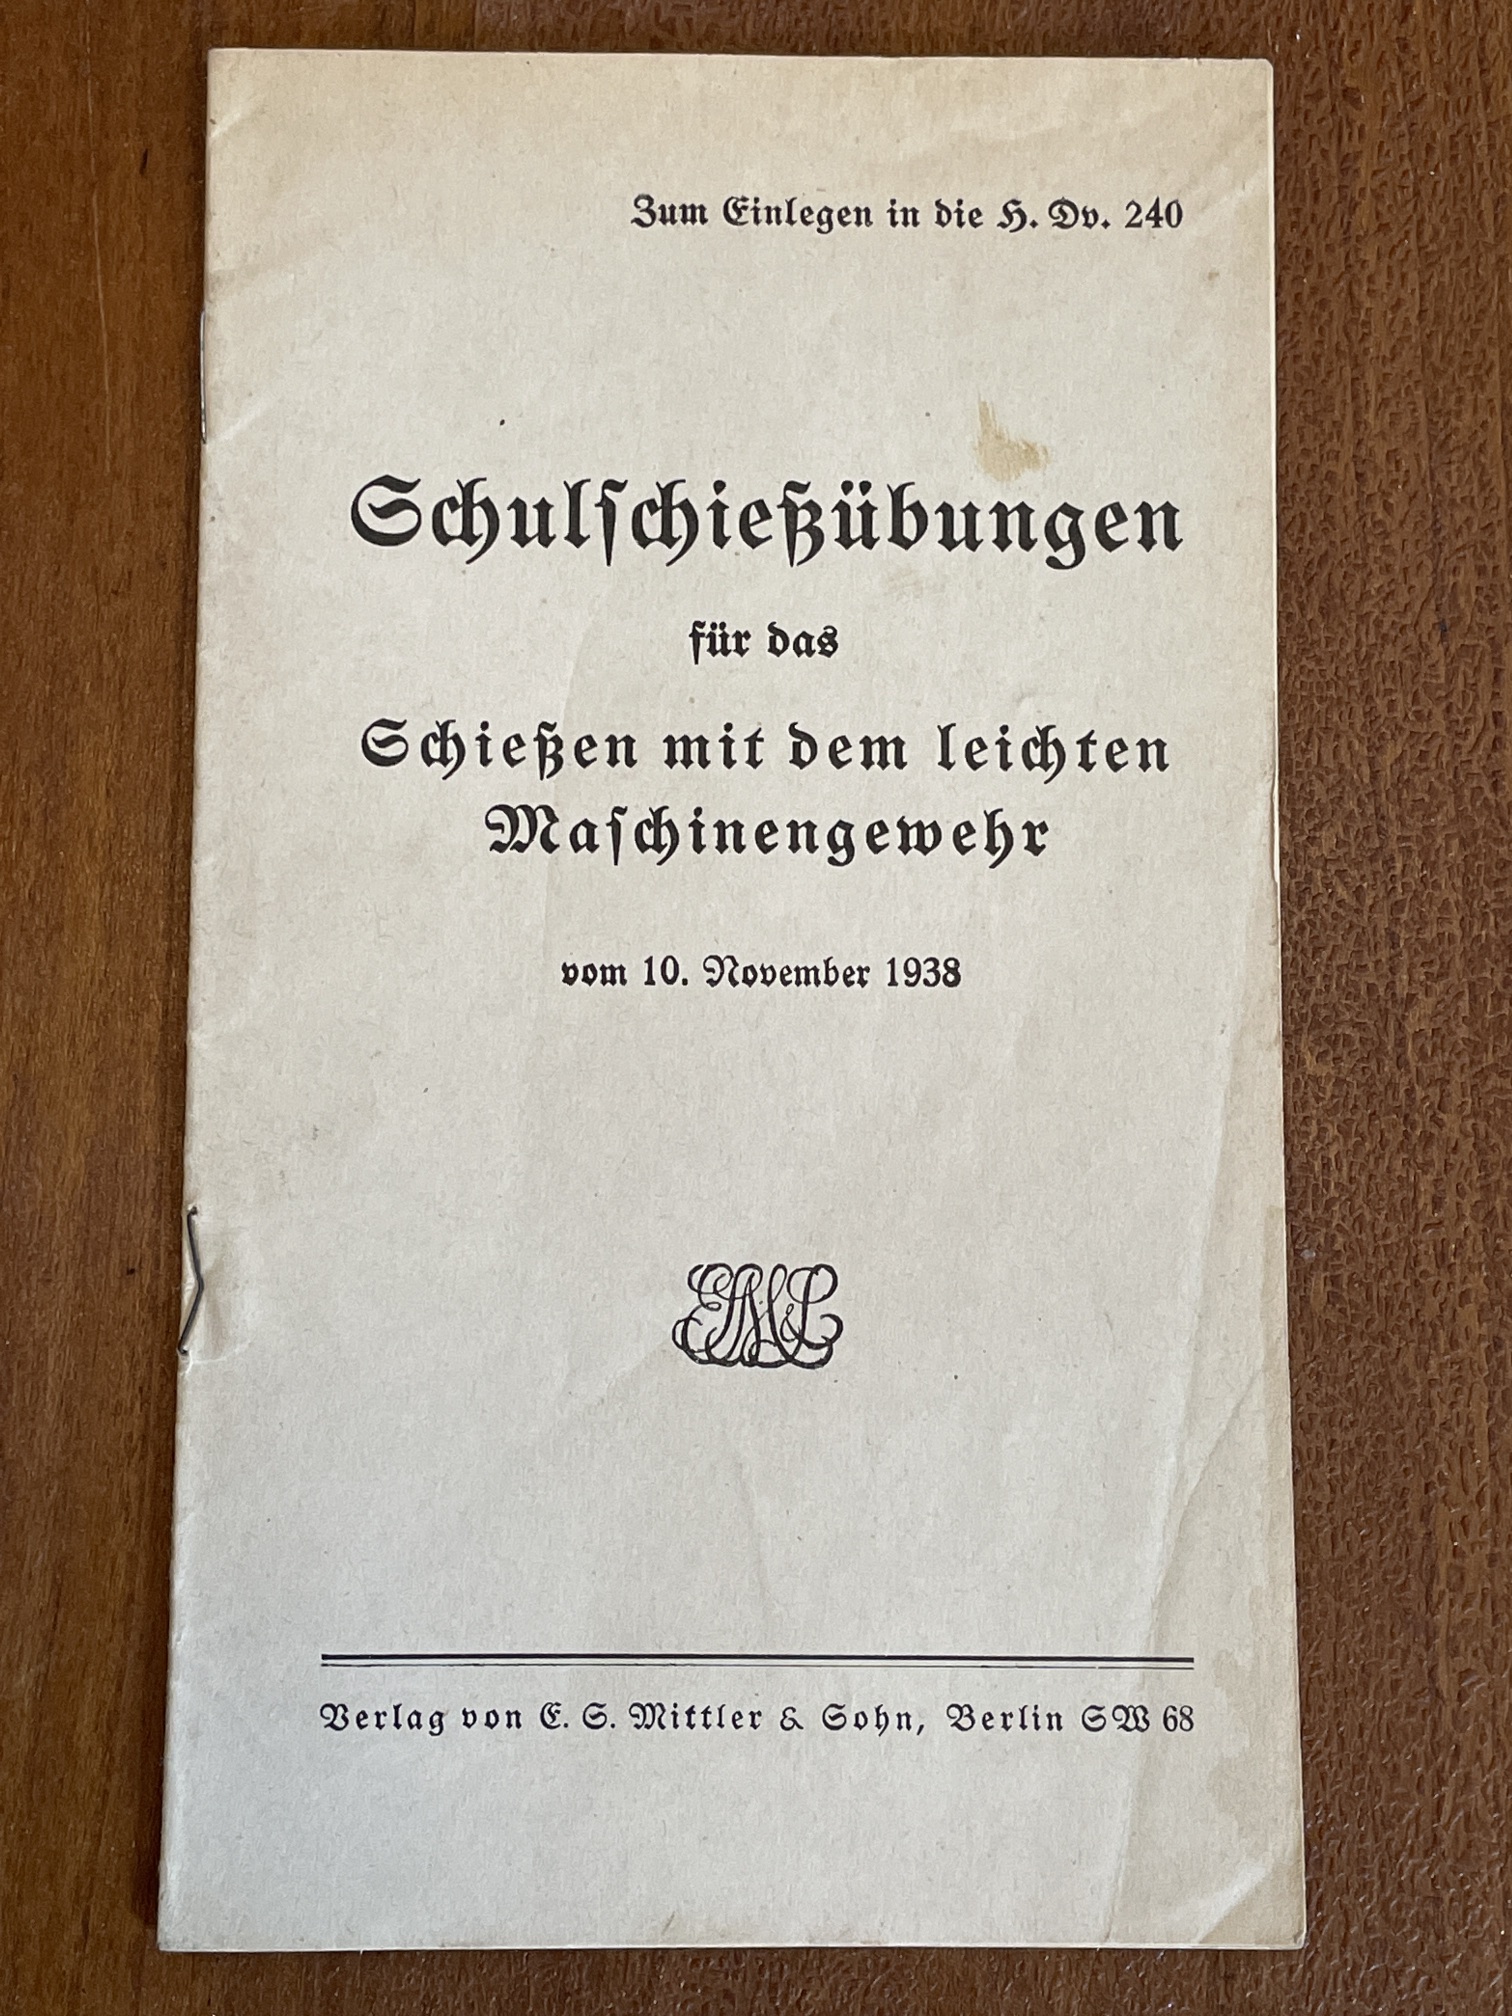 Zum Einlegen in die H. Dv. 240
Schulſchießübungen
für das
Schießen mit dem leichten
Maſchinengewehr
vom 10. November 1938
ESM&S
Verlag von E. S. Mittler & Sohn, Berlin SW 68